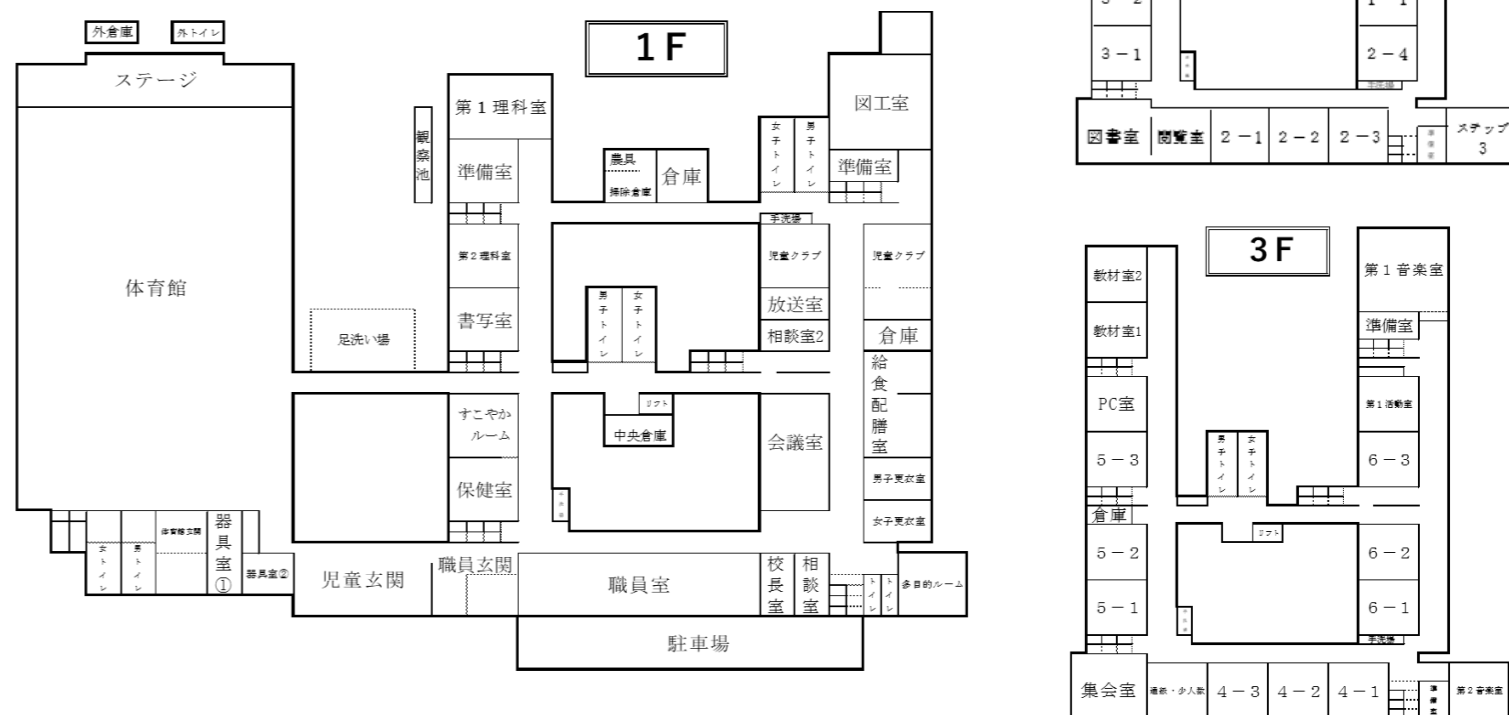 外倉庫
外トイレ
1F
ステージ
体育館
観察池
足洗い場
第1理科室
準備室
第2理科室
書写室
農具
掃除倉庫
倉庫
女子トイレ
男子トイレ
図工室
準備室
手洗場
児童クラブ
児童クラブ
放送室
相談室2
倉庫
男子トイレ
女子トイレ
給食配膳室
すこやか
ルーム
保健室
リフト
中央倉庫
会議室
男子更衣室
女子更衣室
女子トイレ
男子トイレ
体育館玄関
器具室①
器具室②
児童玄関
職員玄関
職員室
校長室
相談室
トイレ
トイレ
多目的ルーム
駐車場
3-1
2-4
手洗場
図書室
閲覧室
2-1
2-2
2-3
ステップ
3
3F
教材室2
教材室1
PC室
5-3
倉庫
5-2
5-1
集会室
通級・少人数
4-3
4-2
4-1
男子トイレ
女子トイレ
リフト
第1音楽室
準備室
第1活動室
6-3
6-2
6-1
手洗場
準備室
第2音楽室